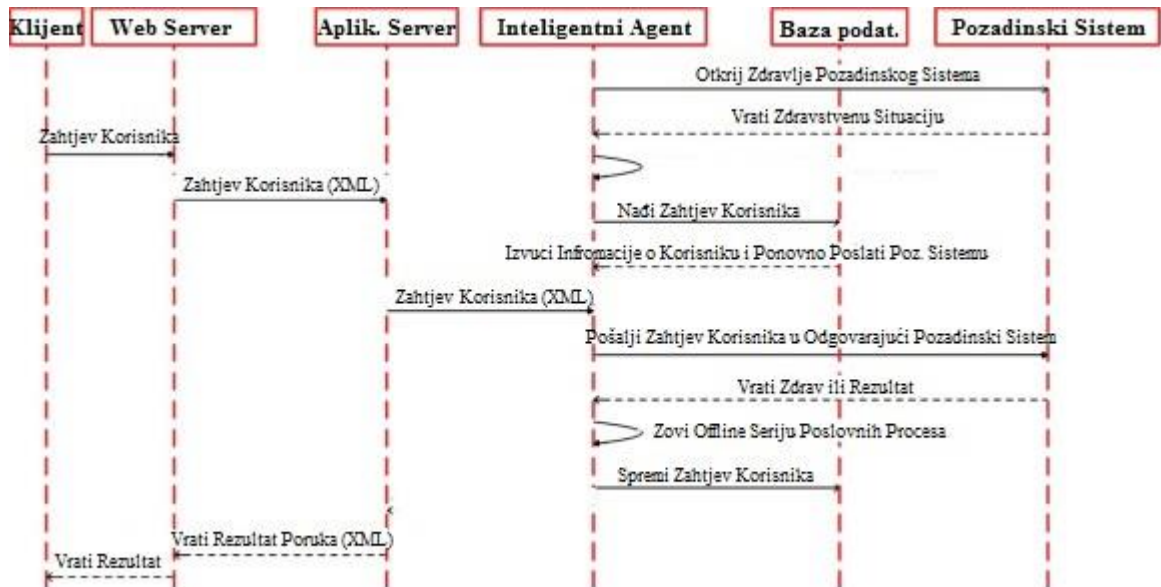 Klijent
Web Server
Aplik. Server
Inteligentni Agent
Baza podat.
Pozadinski Sistem
Otkrij Zdravlje Pozadinskog Sistema
Vrati Zdravstvenu Situaciju
Zahtjev Korisnika
Zahtjev Korisnika (XML)
Nađi Zahtjev Korisnika
Izvuci Infromacije o Korisniku i Ponovno Poslati Poz. Sistemu
Zahtjev Korisnika (XML)
Pošalji Zahtjev Korisnika u Odgovarajući Pozadinski Sistem
Vrati Zdrav ili Rezultat
Zovi Offline Seriju Poslovnih Procesa
Spremi Zahtjev Korisnika
Vrati Rezultat Poruka (XML)
Vrati Rezultat